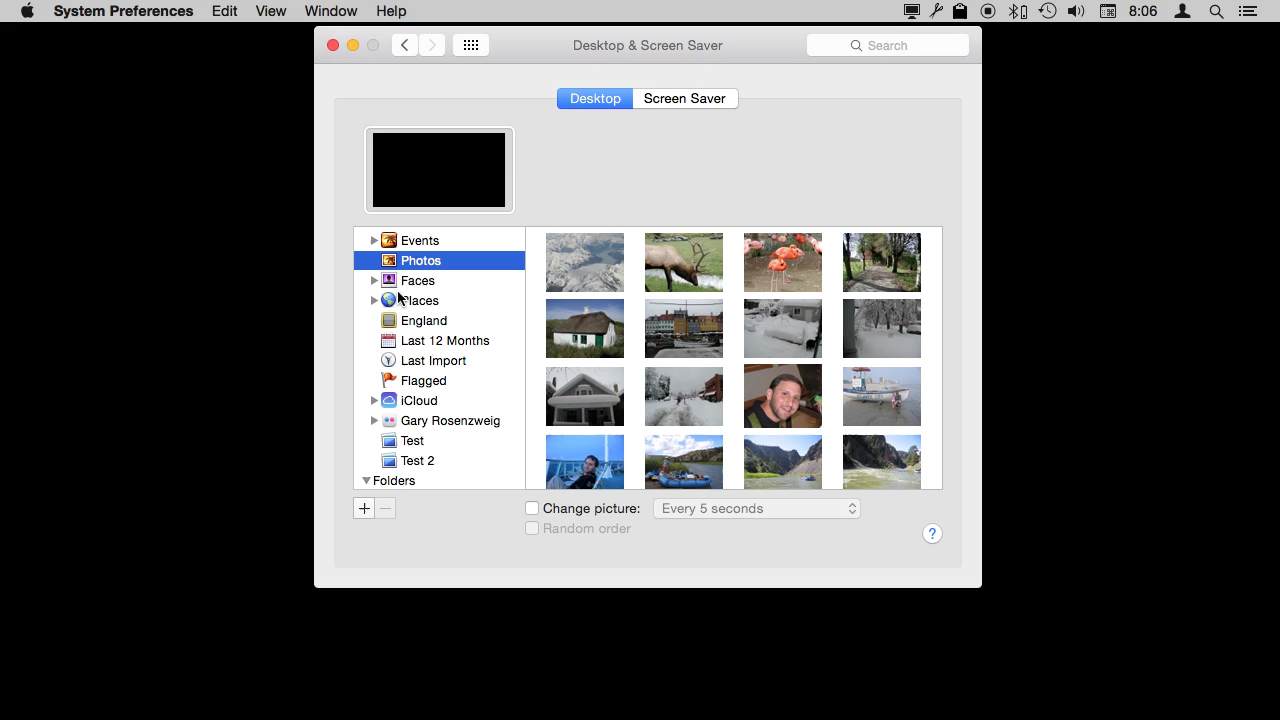 System Preferences Edit View Window Help 8:06
Desktop & Screen Saver Search
Desktop Screen Saver
Events
Photos
Faces
Places
England
Last 12 Months
Last Import
Flagged
iCloud
Gary Rosenzweig
Test
Test 2
Folders
+ − Change picture: Every 5 seconds
Random order
?